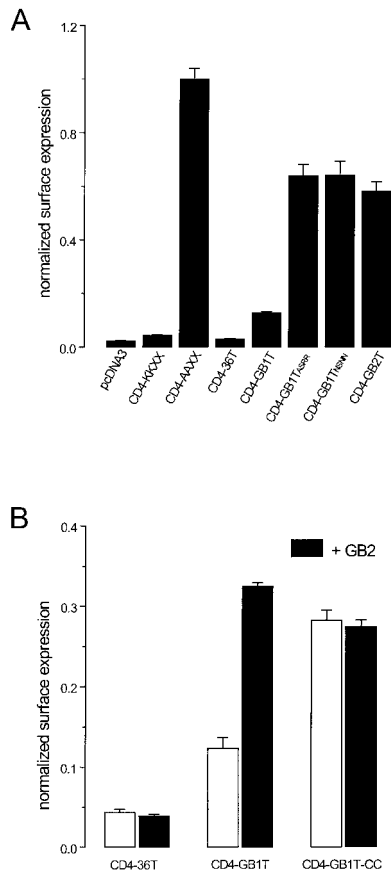 A
normalized surface expression
1.2
0.8
0.4
0.0
pcDNA3
CD4-KKXX
CD4-AAXX
CD4-36T
CD4-GB1T
CD4-GB1TASRR
CD4-GB1TNSNN
CD4-GB2T
B
normalized surface expression
0.4
0.3
0.2
0.1
0.0
+ GB2
CD4-36T
CD4-GB1T
CD4-GB1T-CC